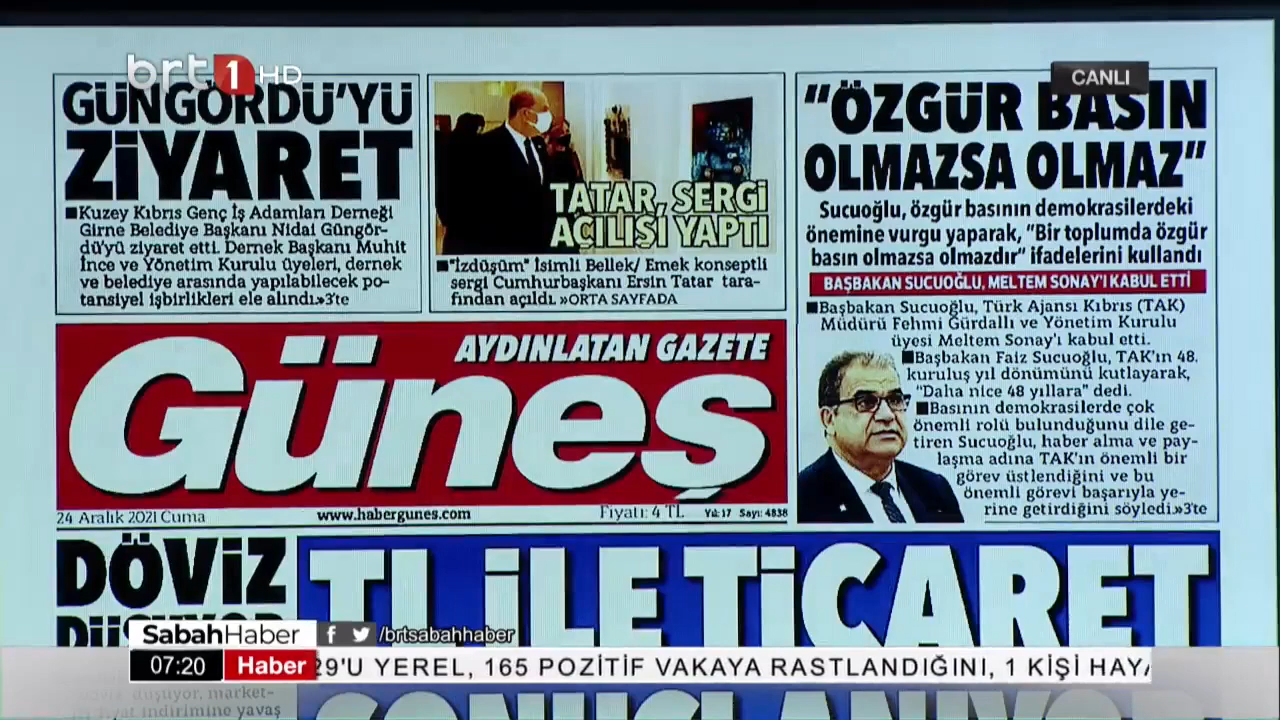 brt 1 HD
CANLI
GÜNGÖRDÜ'YÜ
ZİYARET
■Kuzey Kıbrıs Genç İş Adamları Derneği
Girne Belediye Başkanı Nidai Güngör-
dü'yü ziyaret etti. Dernek Başkanı Muhit
İnce ve Yönetim Kurulu üyeleri, dernek
ve belediye arasında yapılabilecek po-
tansiyel işbirlikleri ele alındı.»3'te
TATAR, SERGİ
AÇILIŞI YAPTI
■"İzdüşüm" İsimli Bellek/ Emek konseptli
sergi Cumhurbaşkanı Ersin Tatar tara-
fından açıldı. »ORTA SAYFADA
"ÖZGÜR BASIN
OLMAZSA OLMAZ"
Sucuoğlu, özgür basının demokrasilerdeki
önemine vurgu yaparak, "Bir toplumda özgür
basın olmazsa olmazdır" ifadelerini kullandı
BAŞBAKAN SUCUOĞLU, MELTEM SONAY'I KABUL ETTİ
■Başbakan Sucuoğlu, Türk Ajansı Kıbrıs (TAK)
Müdürü Fehmi Gürdallı ve Yönetim Kurulu
üyesi Meltem Sonay'ı kabul etti.
■Başbakan Faiz Sucuoğlu, TAK'ın 48.
kuruluş yıl dönümünü kutlayarak,
"Daha nice 48 yıllara" dedi.
■Basının demokrasilerde çok
önemli rolü bulunduğunu dile ge-
tiren Sucuoğlu, haber alma ve pay-
laşma adına TAK'ın önemli bir
görev üstlendiğini ve bu
önemli görevi başarıyla ye-
rine getirdiğini söyledi.»3'te
AYDINLATAN GAZETE
Güneş
24 Aralık 2021 Cuma www.habergunes.com Fiyatı: 4 TL Yıl: 17 Sayı: 4838
DÖVİZ
TL İLE TİCARET
SabahHaber /brtsabahhaber
07:20 Haber 29'U YEREL, 165 POZİTİF VAKAYA RASTLANDIĞINI, 1 KİŞİ HAYA
düşüyor, market-
indirimine yavaş